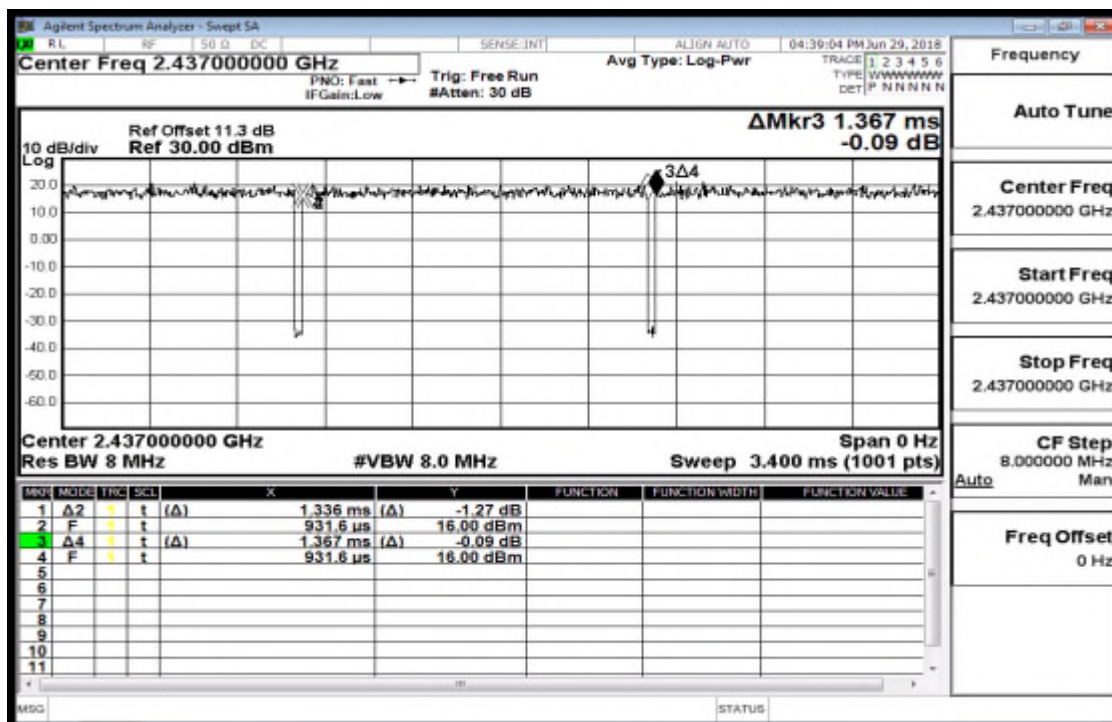 Agilent Spectrum Analyzer - Swept SA
RL RF 50 Ω DC SENSE:INT ALIGN AUTO 04:39:04 PM Jun 29, 2018
Center Freq 2.437000000 GHz
PNO: Fast
IFGain:Low
Trig: Free Run
#Atten: 30 dB
Avg Type: Log-Pwr
TRACE 1 2 3 4 5 6
TYPE WWWWWW
DET P N N N N N
Ref Offset 11.3 dB
10 dB/div Ref 30.00 dBm
ΔMkr3 1.367 ms
-0.09 dB
Log
20.0
10.0
0.00
-10.0
-20.0
-30.0
-40.0
-50.0
-60.0
3Δ4
Center 2.437000000 GHz Span 0 Hz
Res BW 8 MHz #VBW 8.0 MHz Sweep 3.400 ms (1001 pts)
MKR MODE TRC SCL X Y FUNCTION FUNCTION WIDTH FUNCTION VALUE
1 Δ2 1 t (Δ) 1.336 ms (Δ) -1.27 dB
2 F 1 t 931.6 µs 16.00 dBm
3 Δ4 1 t (Δ) 1.367 ms (Δ) -0.09 dB
4 F 1 t 931.6 µs 16.00 dBm
5
6
7
8
9
10
11
MSG STATUS
Frequency
Auto Tune
Center Freq
2.437000000 GHz
Start Freq
2.437000000 GHz
Stop Freq
2.437000000 GHz
CF Step
8.000000 MHz
Auto Man
Freq Offset
0 Hz